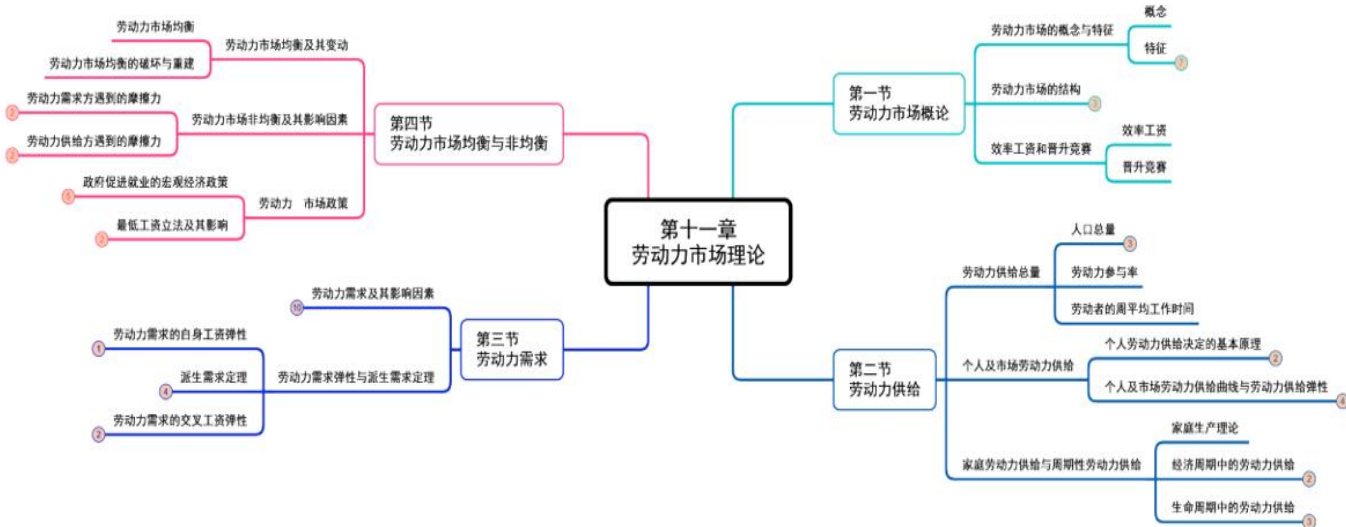 第十一章
劳动力市场理论
第一节
劳动力市场概论
劳动力市场的概念与特征
概念
特征
7
劳动力市场的结构
3
效率工资和晋升竞赛
效率工资
晋升竞赛
第二节
劳动力供给
劳动力供给总量
人口总量
3
劳动力参与率
劳动者的周平均工作时间
个人及市场劳动力供给
个人劳动力供给决定的基本原理
2
个人及市场劳动力供给曲线与劳动力供给弹性
4
家庭劳动力供给与周期性劳动力供给
家庭生产理论
经济周期中的劳动力供给
2
生命周期中的劳动力供给
3
第三节
劳动力需求
劳动力需求及其影响因素
10
劳动力需求弹性与派生需求定理
劳动力需求的自身工资弹性
1
派生需求定理
4
劳动力需求的交叉工资弹性
2
第四节
劳动力市场均衡与非均衡
劳动力市场均衡及其变动
劳动力市场均衡
劳动力市场均衡的破坏与重建
劳动力市场非均衡及其影响因素
劳动力需求方遇到的摩擦力
劳动力供给方遇到的摩擦力
2
劳动力 市场政策
政府促进就业的宏观经济政策
5
最低工资立法及其影响
2